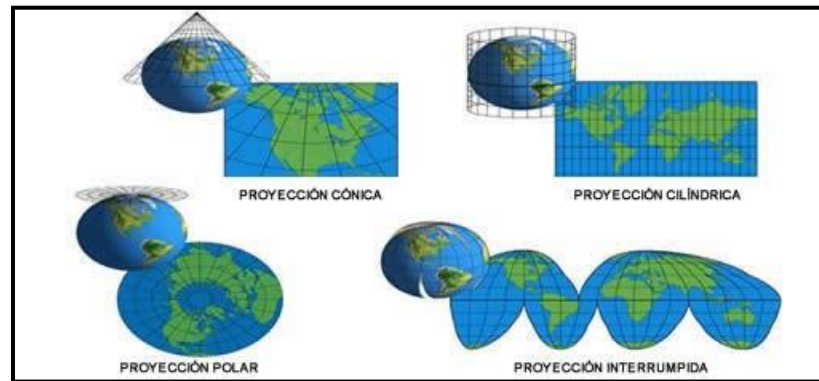 PROYECCIÓN CÓNICA
PROYECCIÓN CILÍNDRICA
PROYECCIÓN POLAR
PROYECCIÓN INTERRUMPIDA